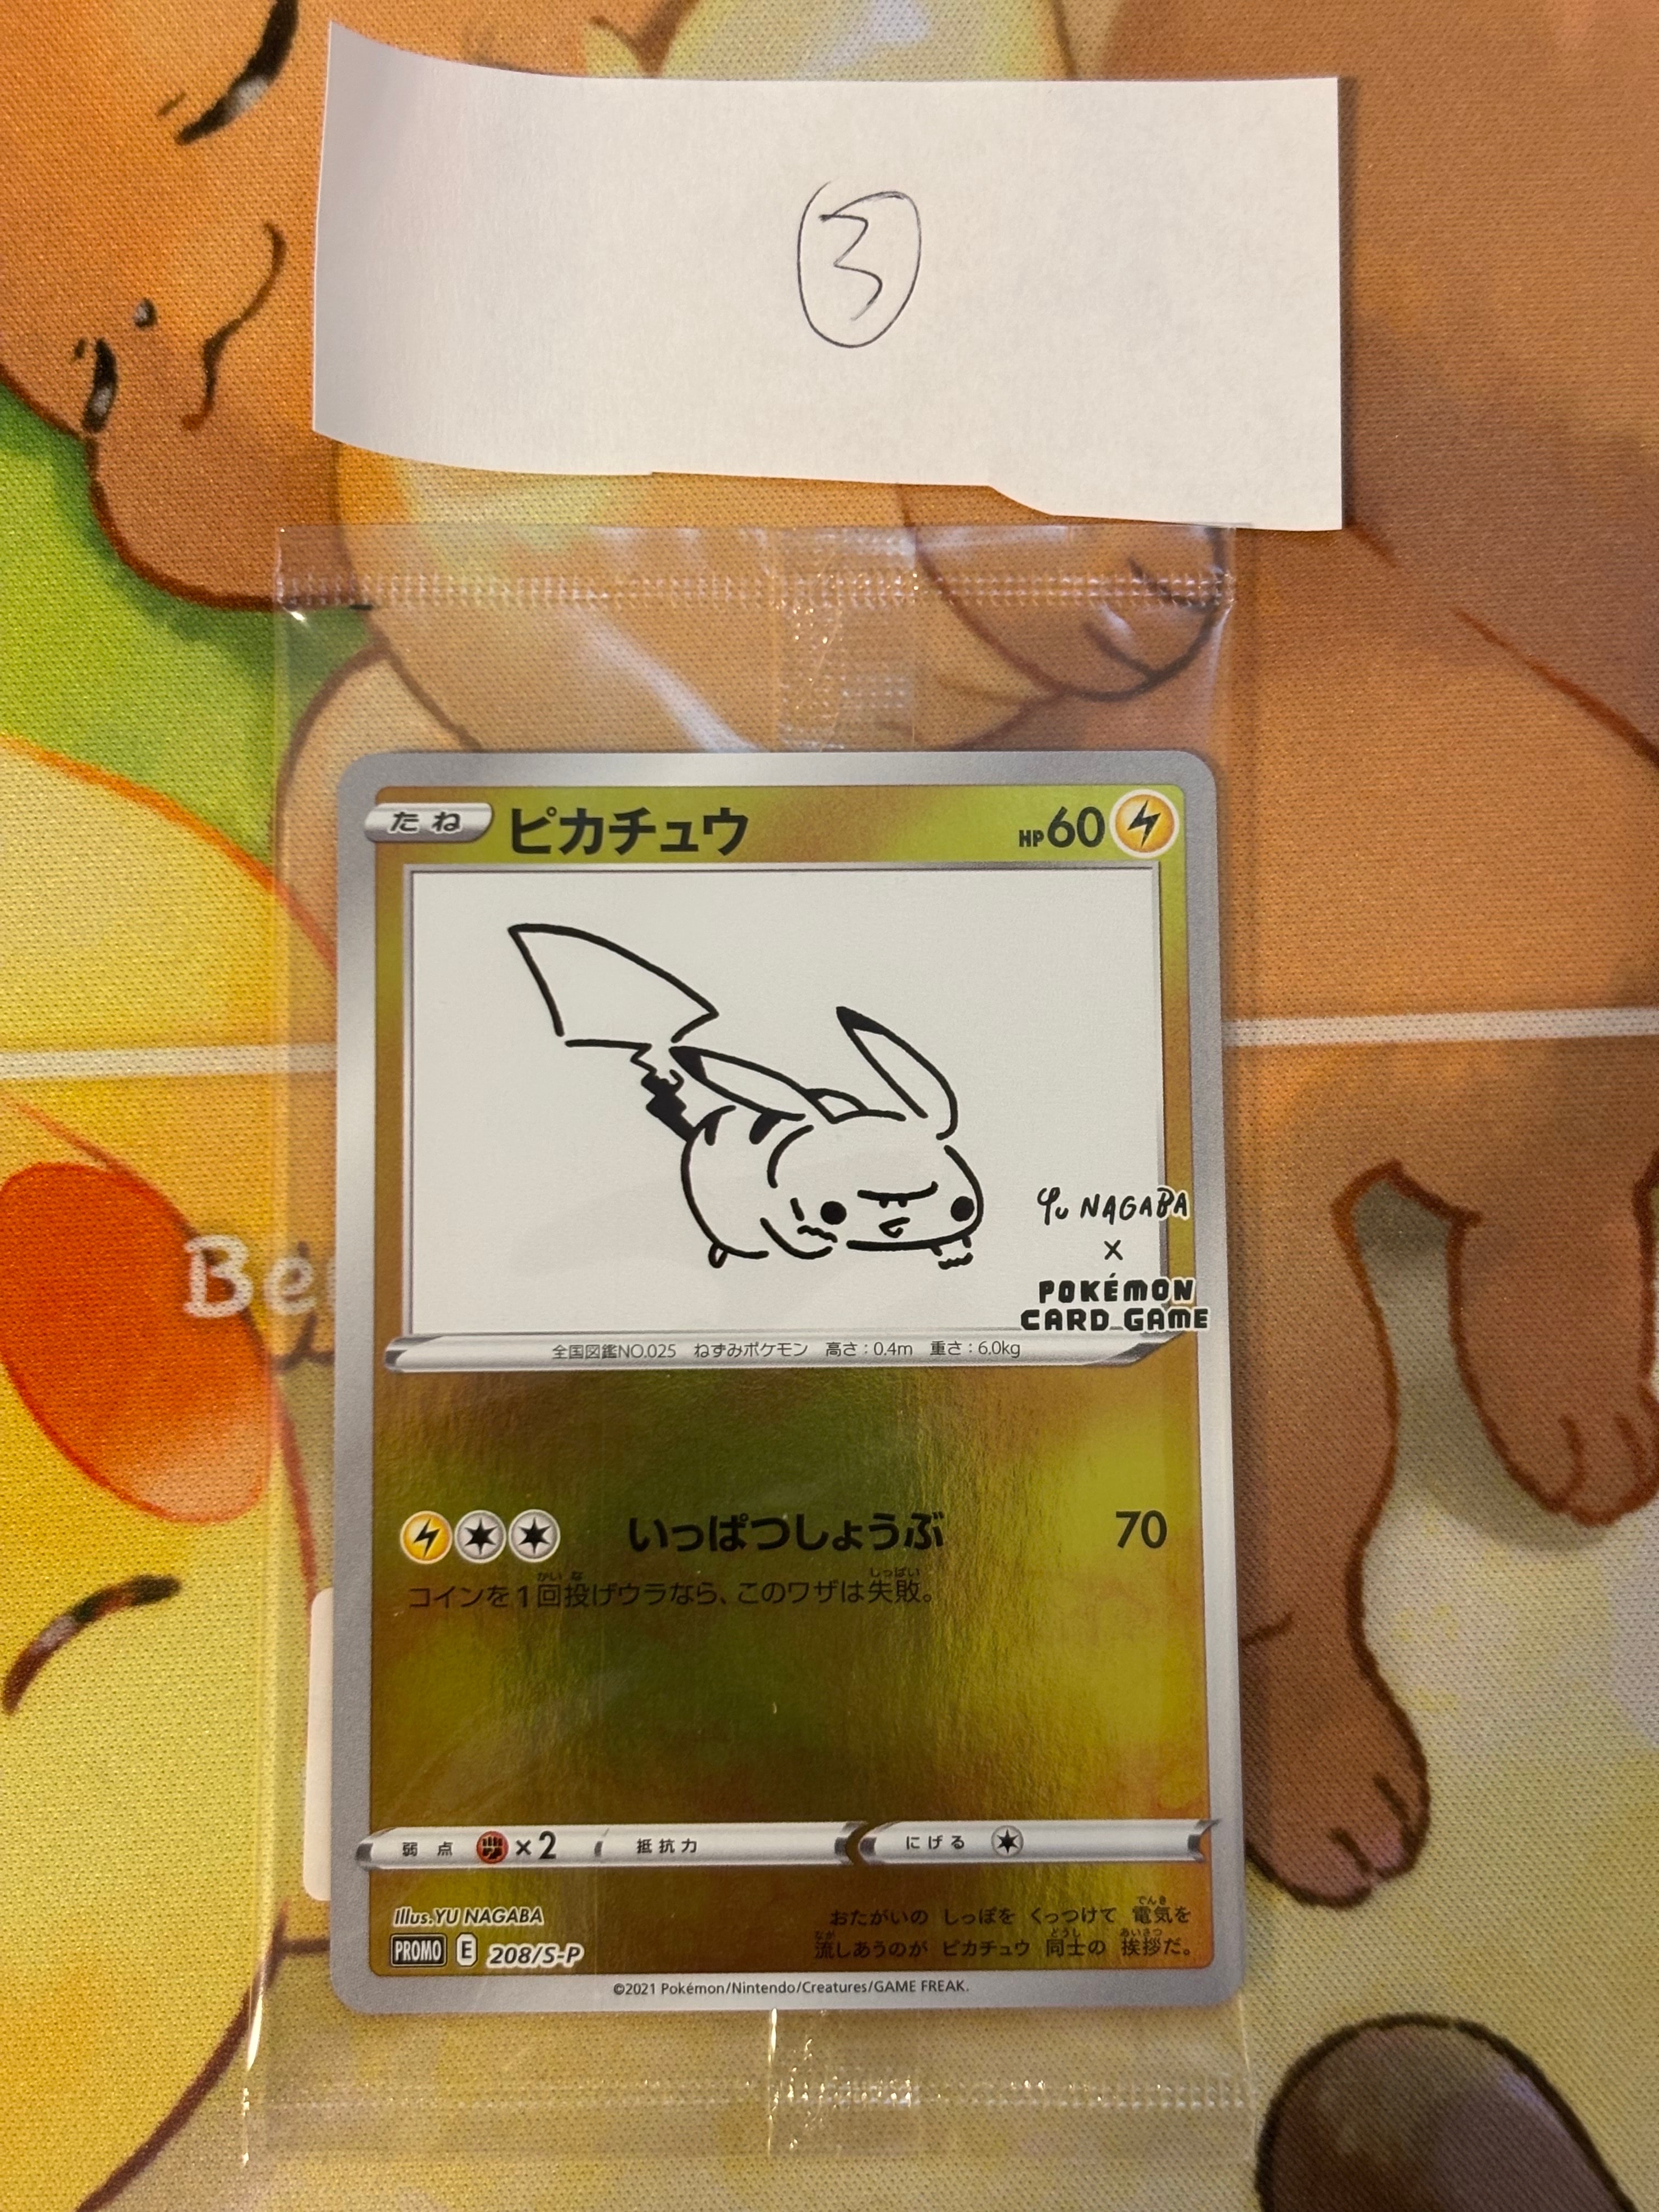 3
たね ピカチュウ HP60
Yu NAGABA
×
POKÉMON
CARD GAME
Be
全国図鑑NO.025 ねずみポケモン 高さ：0.4m 重さ：6.0kg
いっぱつしょうぶ 70
コインを1回投げウラなら、このワザは失敗。
弱点 ×2 抵抗力 にげる
Illus.YU NAGABA
PROMO E 208/S-P
おたがいの しっぽを くっつけて 電気を
流しあうのが ピカチュウ 同士の 挨拶だ。
©2021 Pokémon/Nintendo/Creatures/GAME FREAK.